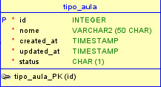 tipo_aula
P * id INTEGER
* nome VARCHAR2 (50 CHAR)
* created_at TIMESTAMP
* updated_at TIMESTAMP
* status CHAR (1)
tipo_aula_PK (id)